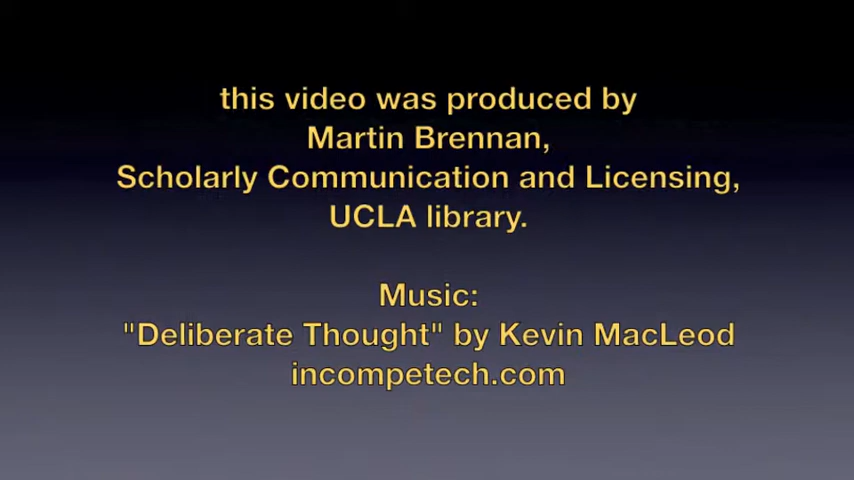 this video was produced by
Martin Brennan,
Scholarly Communication and Licensing,
UCLA library.
Music:
"Deliberate Thought" by Kevin MacLeod
incompetech.com